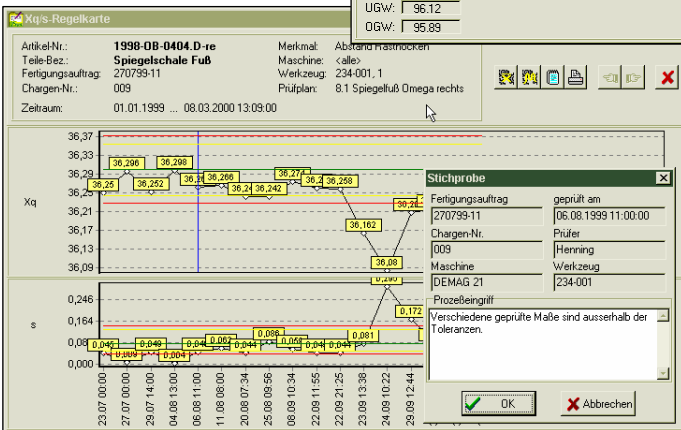 UGW: 96.12
OGW: 95.89
Xq/s-Regelkarte
Artikel-Nr.: 1998-OB-0404.D-re Merkmal: Abstand Rasthocken
Teile-Bez.: Spiegelschale Fuß Maschine: <alle>
Fertigungsauftrag: 270799-11 Werkzeug: 234-001, 1
Chargen-Nr.: 009 Prüfplan: 8.1 Spiegelfuß Omega rechts
Zeitraum: 01.01.1999 ... 08.03.2000 13:09:00
Xq
36,37
36,33
36,29
36,25
36,21
36,17
36,13
36,09
36,25
36,296
36,252
36,298
36,266
36,242
36,274
36,258
36,162
36,08
s
0,246
0,164
0,000
0,045
0,009
0,049
0,004
0,062
0,044
0,086
0,044
0,081
0,295
0,172
23.07 00:00
27.07 00:00
29.07 14:00
04.08 13:00
06.08 11:00
11.08 08:00
20.08 07:34
25.08 09:56
08.09 10:34
22.09 11:55
22.09 21:25
23.09 13:38
24.09 10:22
29.09 12:44
Stichprobe
Fertigungsauftrag geprüft am
270799-11 06.08.1999 11:00:00
Chargen-Nr. Prüfer
009 Henning
Maschine Werkzeug
DEMAG 21 234-001
Prozeßeingriff
Verschiedene geprüfte Maße sind ausserhalb der
Toleranzen.
OK Abbrechen